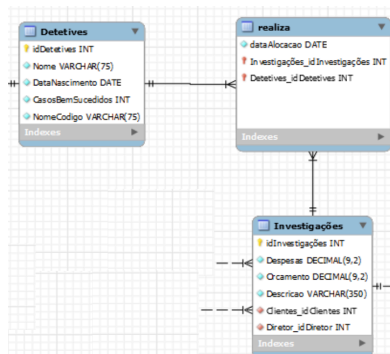 Detetives
idDetetives INT
Nome VARCHAR(75)
DataNascimento DATE
CasosBemSucedidos INT
NomeCodigo VARCHAR(75)
Indexes
realiza
dataAlocacao DATE
Investigações_idInvestigações INT
Detetives_idDetetives INT
Indexes
Investigações
idInvestigações INT
Despesas DECIMAL(9,2)
Orcamento DECIMAL(9,2)
Descricao VARCHAR(350)
Clientes_idClientes INT
Diretor_idDiretor INT
Indexes